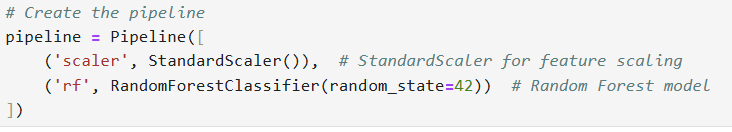 # Create the pipeline
pipeline = Pipeline([
    ('scaler', StandardScaler()),  # StandardScaler for feature scaling
    ('rf', RandomForestClassifier(random_state=42))  # Random Forest model
])